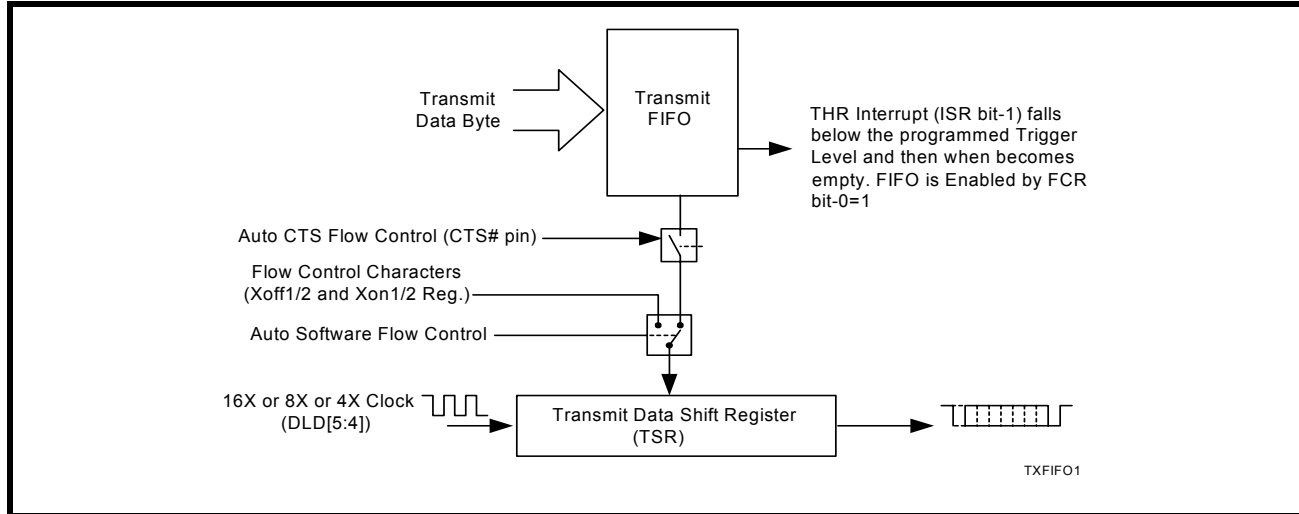 Transmit
Data Byte
Transmit
FIFO
THR Interrupt (ISR bit-1) falls
below the programmed Trigger
Level and then when becomes
empty. FIFO is Enabled by FCR
bit-0=1
Auto CTS Flow Control (CTS# pin)
Flow Control Characters
(Xoff1/2 and Xon1/2 Reg.)
Auto Software Flow Control
16X or 8X or 4X Clock
(DLD[5:4])
Transmit Data Shift Register
(TSR)
TXFIFO1